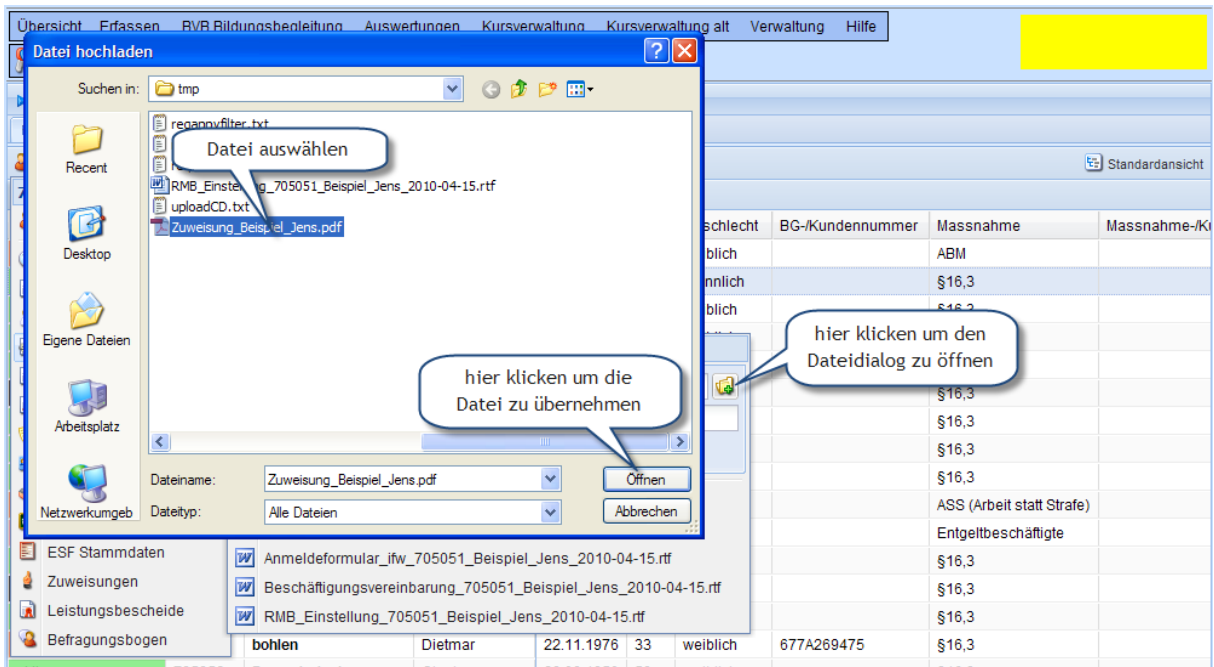 Übersicht Erfassen BVB Bildungsbegleitung Auswertungen Kursverwaltung Kursverwaltung alt Verwaltung Hilfe
Datei hochladen
Suchen in: tmp
regappyfilter.txt
Datei auswählen
RMB_Einstellung_705051_Beispiel_Jens_2010-04-15.rtf
uploadCD.txt
Zuweisung_Beispiel_Jens.pdf
Recent
Desktop
Eigene Dateien
Arbeitsplatz
Netzwerkumgeb
hier klicken um die
Datei zu übernehmen
Dateiname: Zuweisung_Beispiel_Jens.pdf Öffnen
Dateityp: Alle Dateien Abbrechen
Standardansicht
schlecht BG-/Kundennummer Massnahme Massnahme-/Ku
blich ABM
nnlich §16,3
blich §16,3
hier klicken um den
Dateidialog zu öffnen
§16,3
§16,3
§16,3
§16,3
ASS (Arbeit statt Strafe)
Entgeltbeschäftigte
§16,3
§16,3
§16,3
ESF Stammdaten
Zuweisungen
Leistungsbescheide
Befragungsbogen
Anmeldeformular_ifw_705051_Beispiel_Jens_2010-04-15.rtf
Beschäftigungsvereinbarung_705051_Beispiel_Jens_2010-04-15.rtf
RMB_Einstellung_705051_Beispiel_Jens_2010-04-15.rtf
bohlen Dietmar 22.11.1976 33 weiblich 677A269475 §16,3